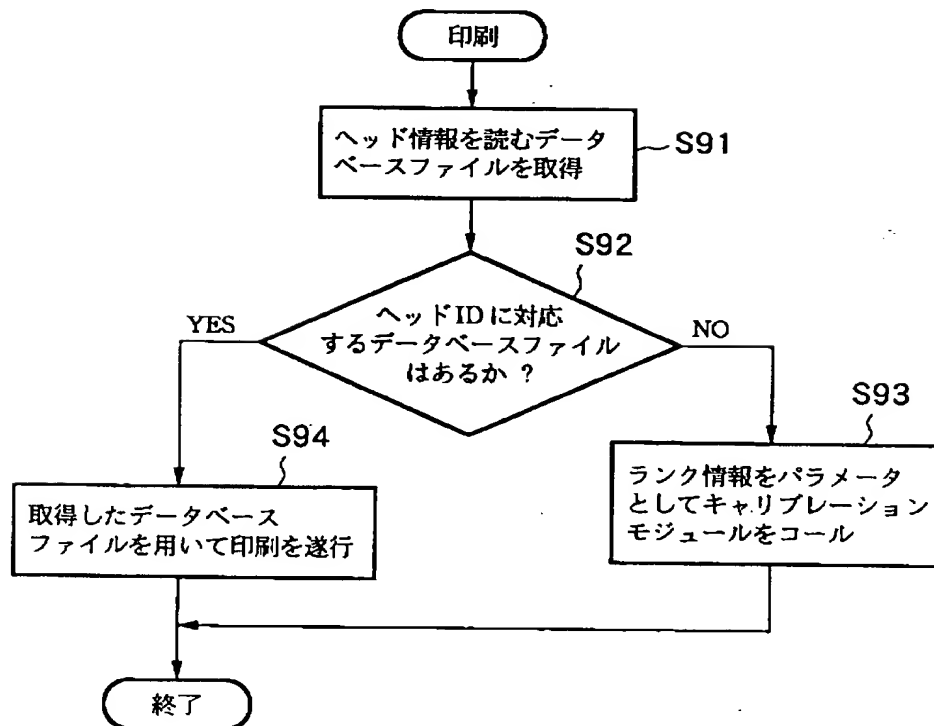 印刷
ヘッド情報を読むデータ
ベースファイルを取得
S91
S92
ヘッドIDに対応
するデータベースファイル
はあるか ?
YES
NO
S94
S93
取得したデータベース
ファイルを用いて印刷を遂行
ランク情報をパラメータ
としてキャリブレーション
モジュールをコール
終了